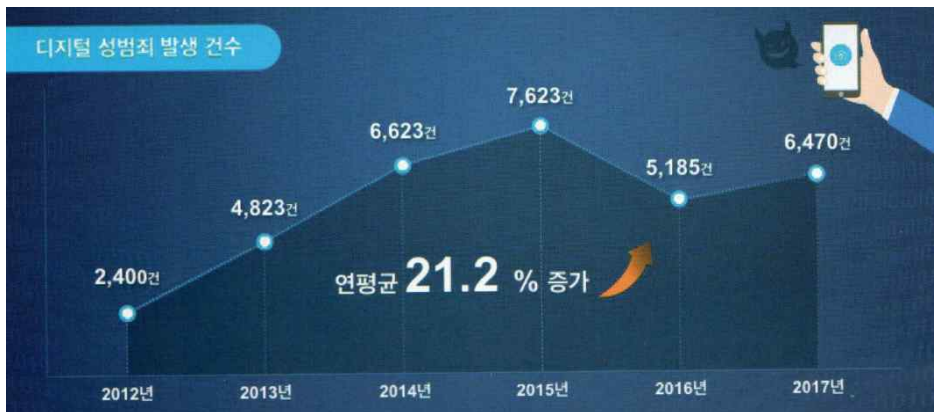 디지털 성범죄 발생 건수
7,623건
6,623건
6,470건
5,185건
4,823건
2,400건
연평균 21.2 % 증가
2012년 2013년 2014년 2015년 2016년 2017년